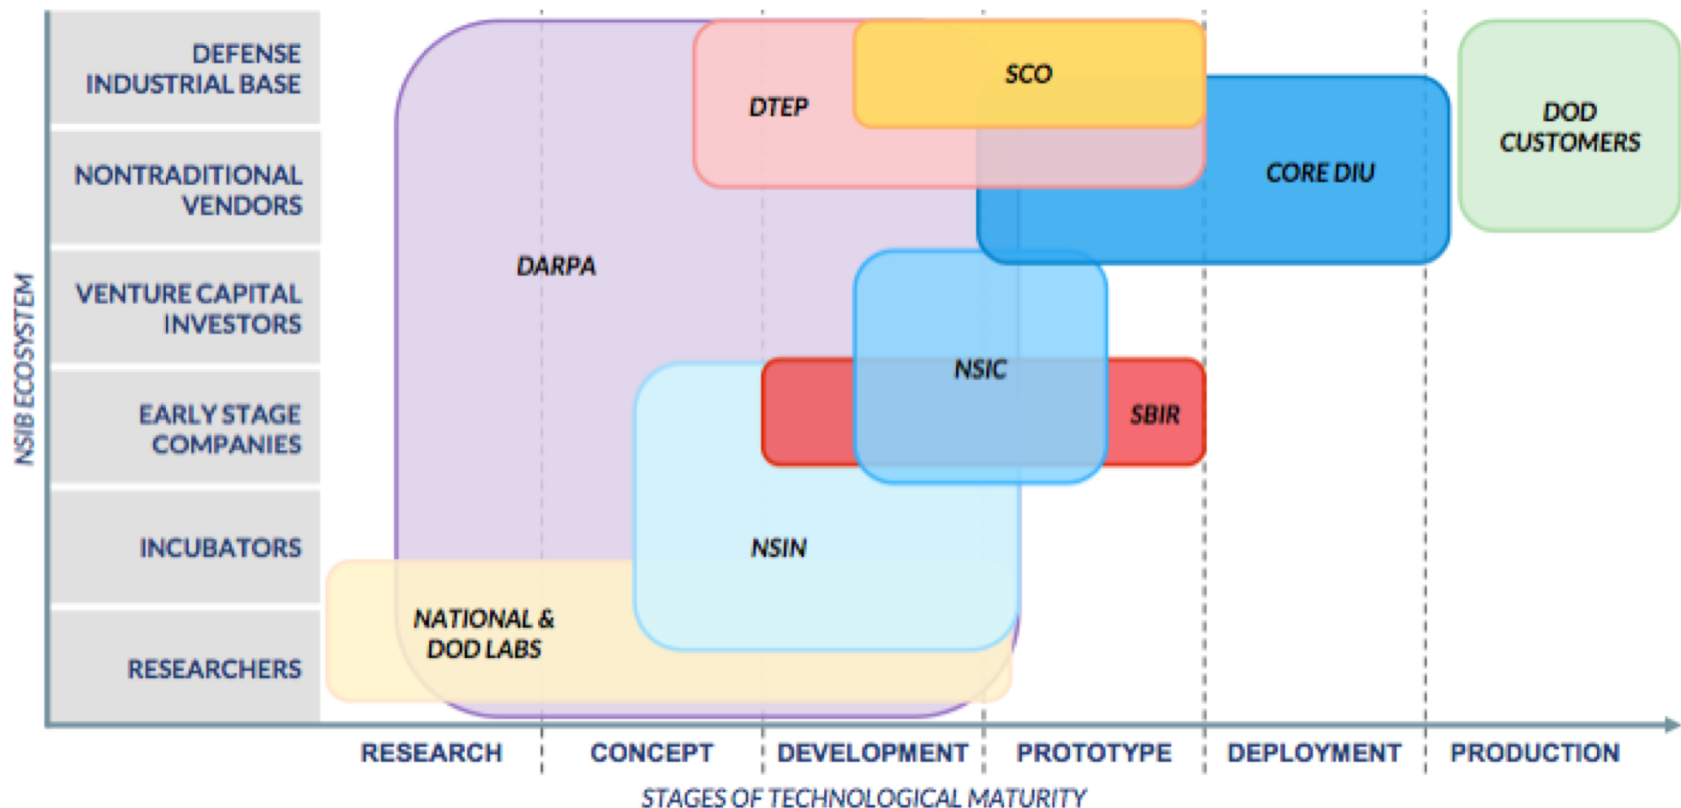 DEFENSE
INDUSTRIAL BASE
NONTRADITIONAL
VENDORS
VENTURE CAPITAL
INVESTORS
EARLY STAGE
COMPANIES
INCUBATORS
RESEARCHERS
NSIB ECOSYSTEM
SCO
DTEP
DOD
CUSTOMERS
CORE DIU
DARPA
NSIC
SBIR
NSIN
NATIONAL &
DOD LABS
RESEARCH
CONCEPT
DEVELOPMENT
PROTOTYPE
DEPLOYMENT
PRODUCTION
STAGES OF TECHNOLOGICAL MATURITY